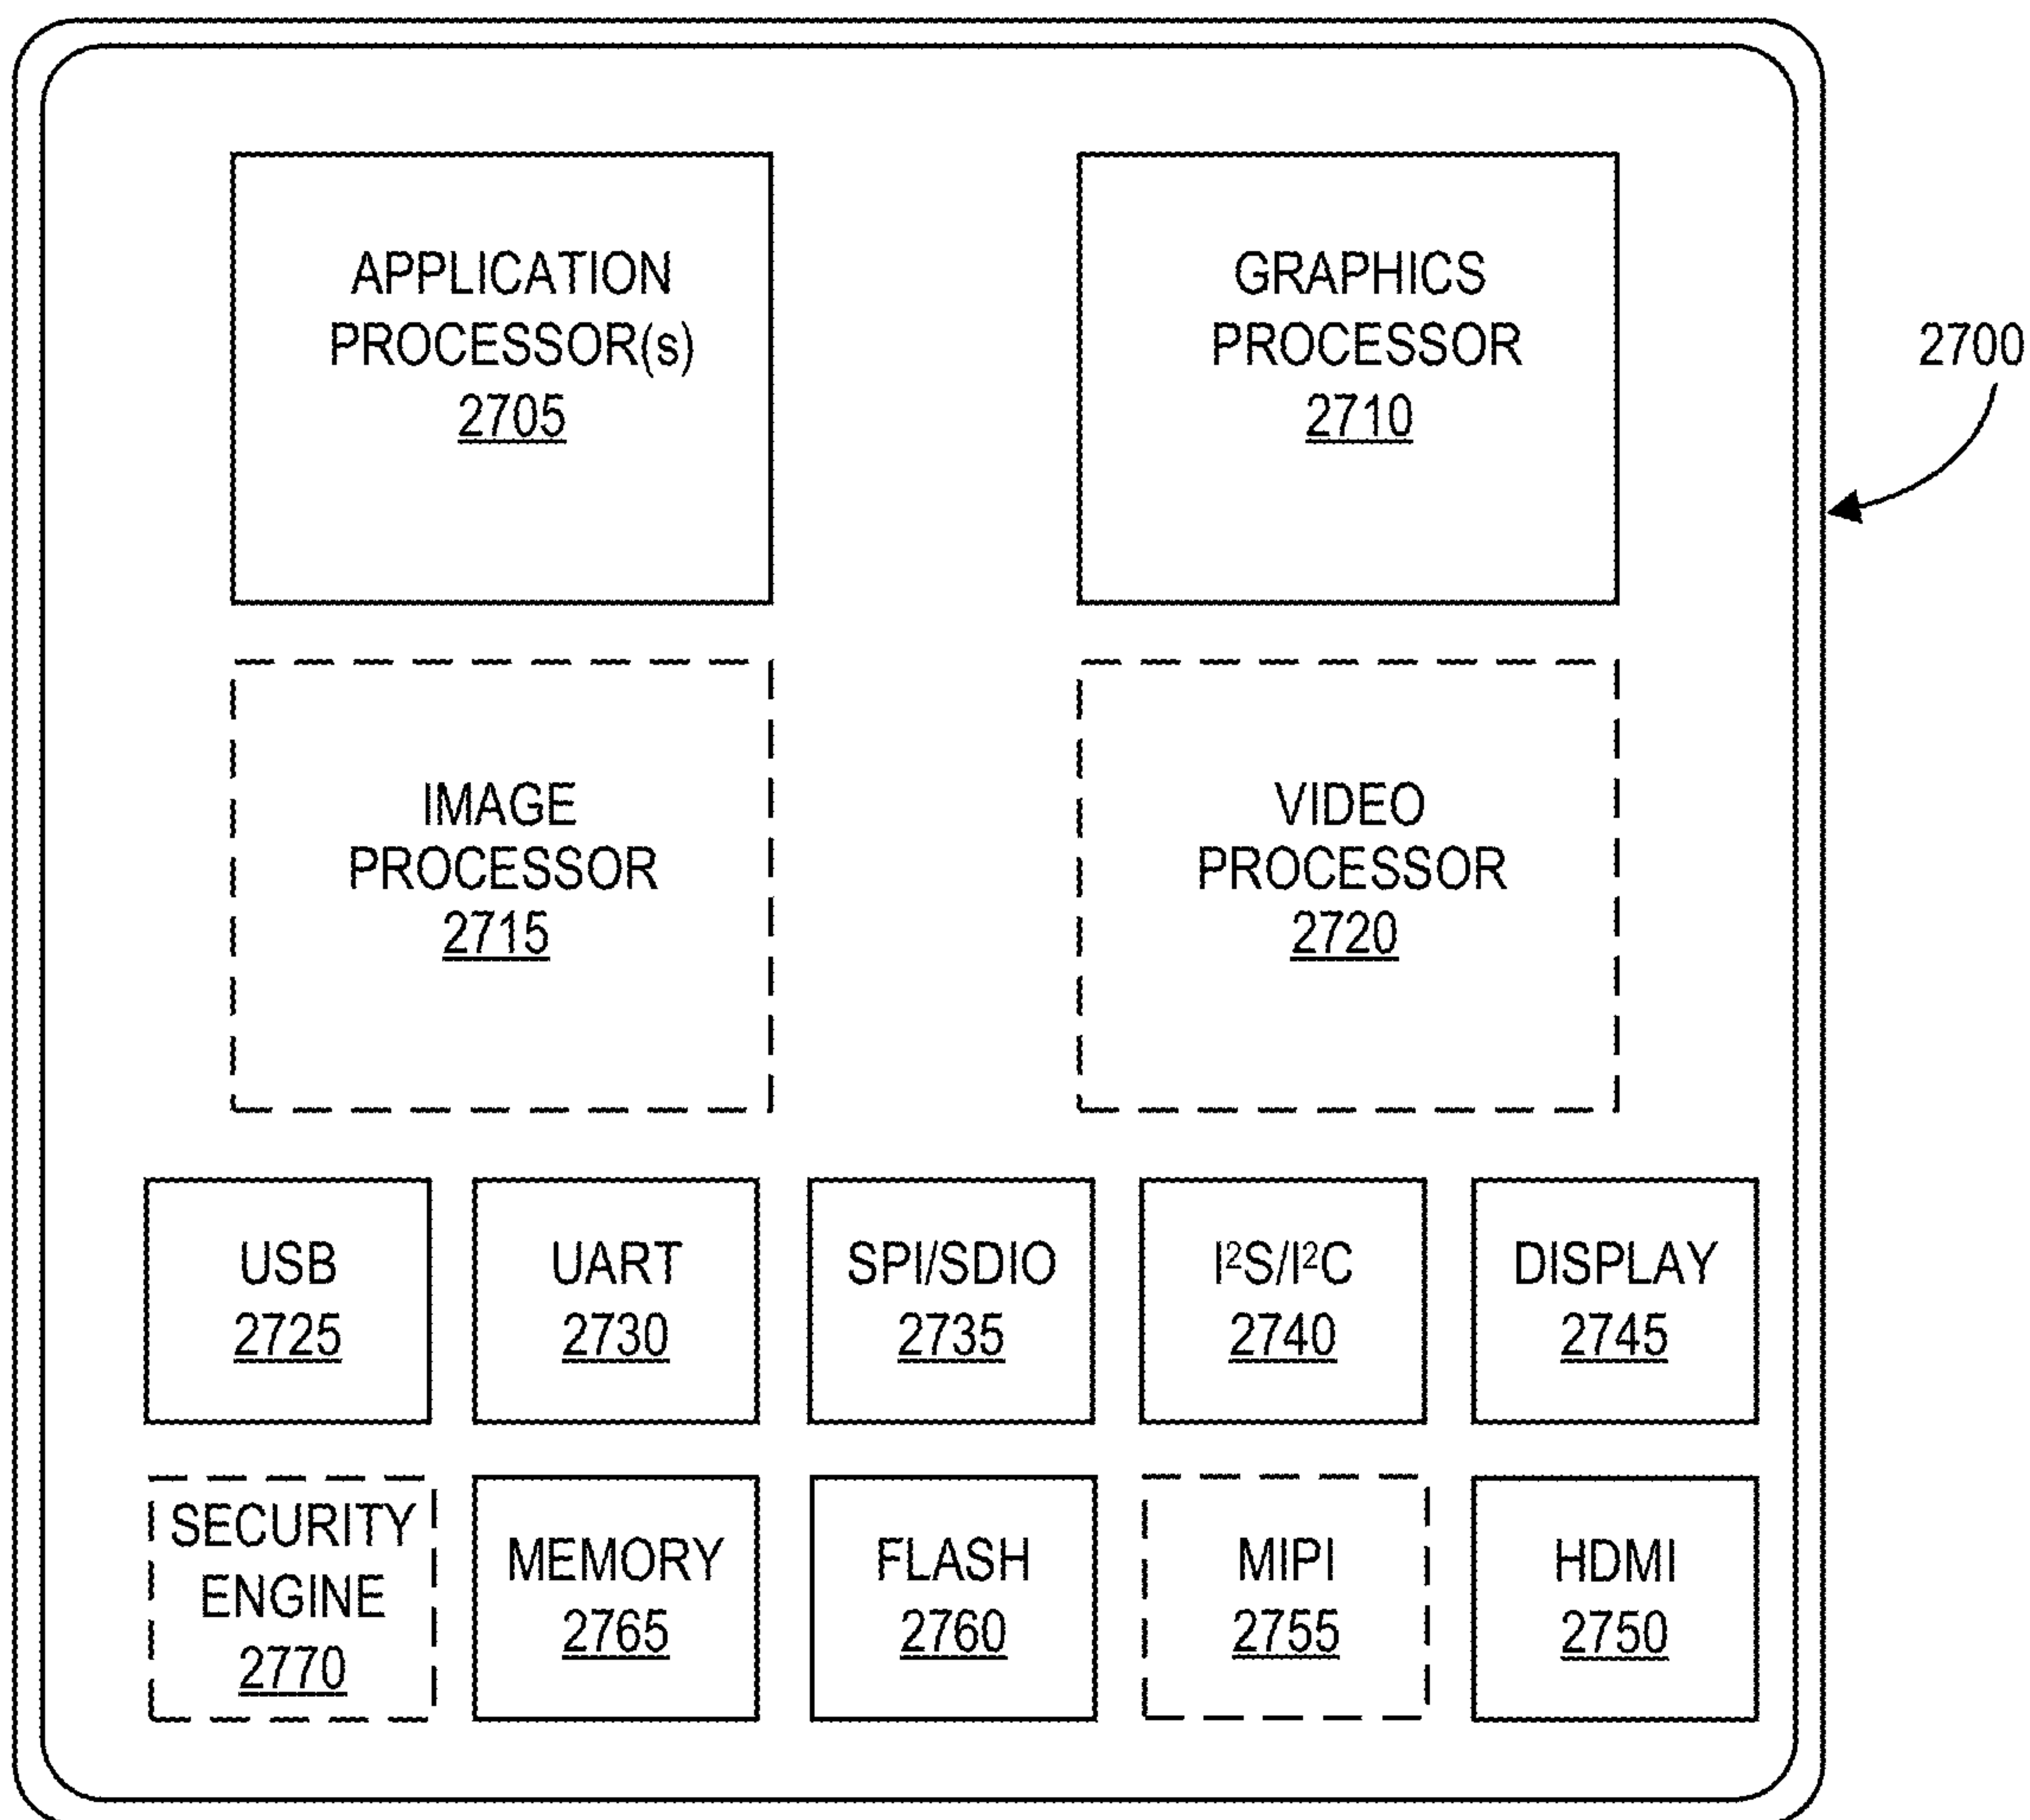 APPLICATION
PROCESSOR(s)
2705
GRAPHICS
PROCESSOR
2710
2700
IMAGE
PROCESSOR
2715
VIDEO
PROCESSOR
2720
USB
2725
UART
2730
SPI/SDIO
2735
I²S/I²C
2740
DISPLAY
2745
SECURITY
ENGINE
2770
MEMORY
2765
FLASH
2760
MIPI
2755
HDMI
2750